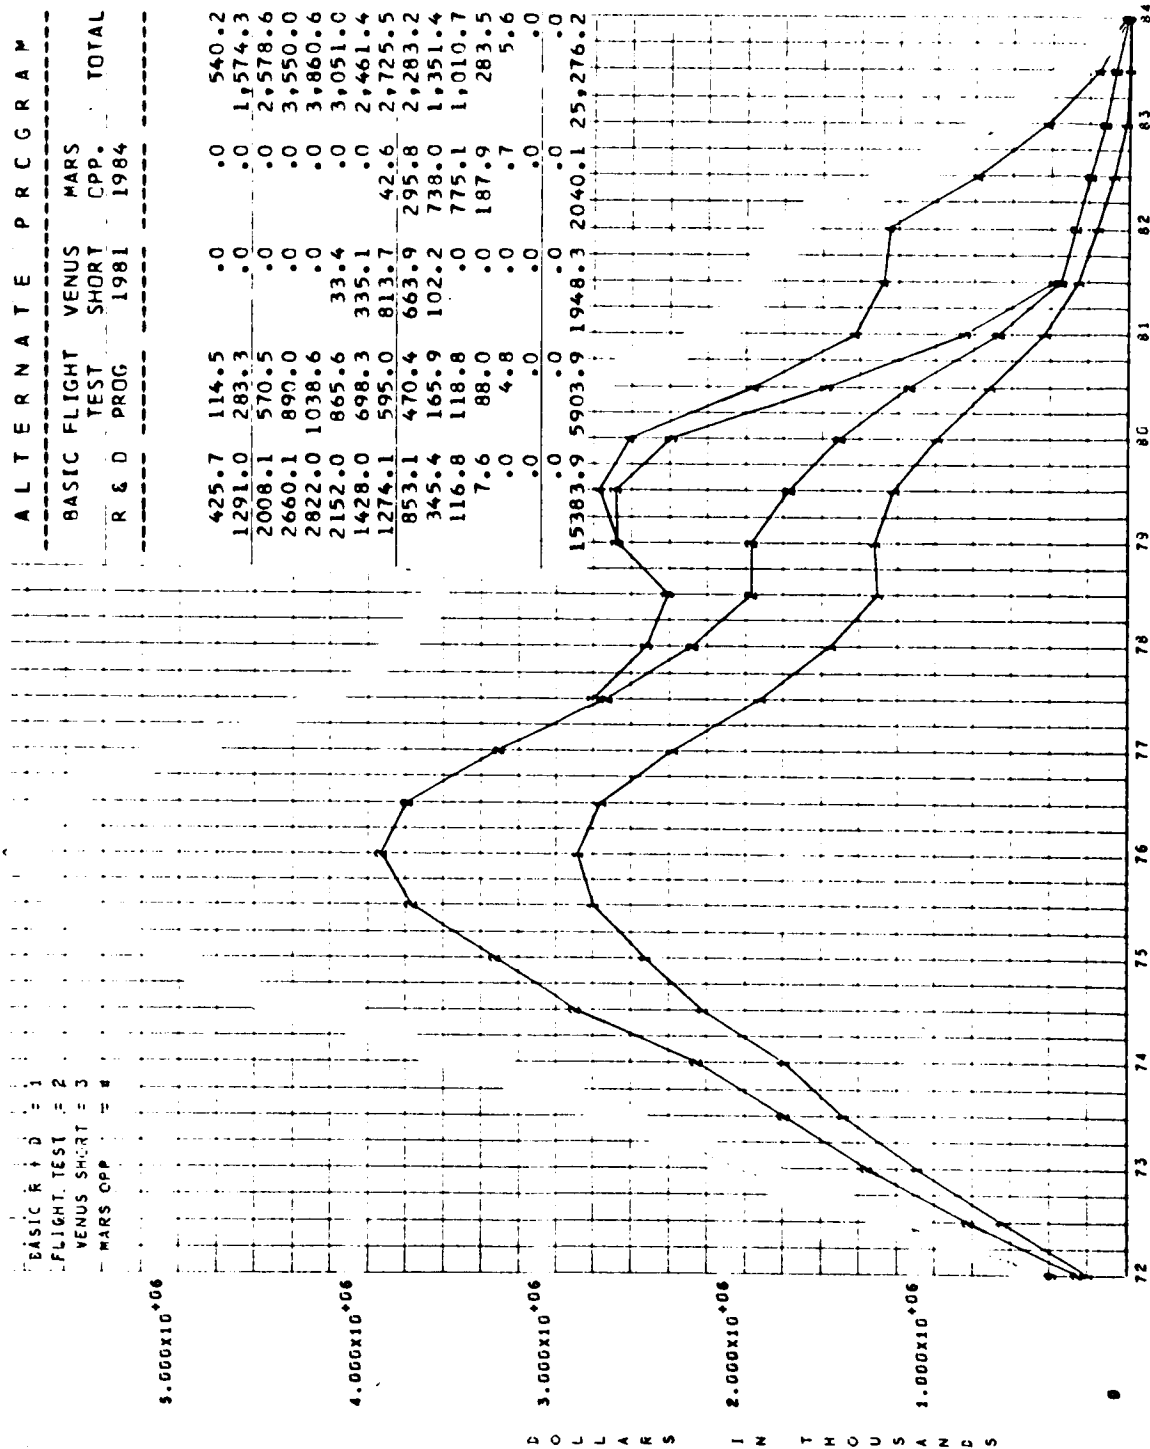 A L T E R N A T E  P R C G R A M
BASIC FLIGHT VENUS MARS
TEST SHORT CPP. TOTAL
R & D PROG 1981 1984
425.7 114.5 .0 .0 540.2
1291.0 283.3 .0 .0 1,574.3
2008.1 570.5 .0 .0 2,578.6
2660.1 890.0 .0 .0 3,550.0
2822.0 1038.6 .0 .0 3,860.6
2152.0 865.6 33.4 .0 3,051.0
1428.0 698.3 335.1 .0 2,461.4
1274.1 595.0 813.7 42.6 2,725.5
853.1 470.4 663.9 295.8 2,283.2
345.4 165.9 102.2 738.0 1,351.4
116.8 118.8 .0 775.1 1,010.7
7.6 88.0 .0 187.9 283.5
.0 4.8 .0 .7 5.6
.0 .0 .0 .0 .0
.0 .0 .0 .0 .0
15383.9 5903.9 1948.3 2040.1 25,276.2
BASIC R + D = 1
FLIGHT TEST = 2
VENUS SHORT = 3
MARS OPP = #
5.000X10+06
4.000X10+06
3.000X10+06
2.000X10+06
1.000X10+06
0
DOLLARS IN THOUSANDS
72 73 74 75 76 77 78 79 80 81 82 83 84